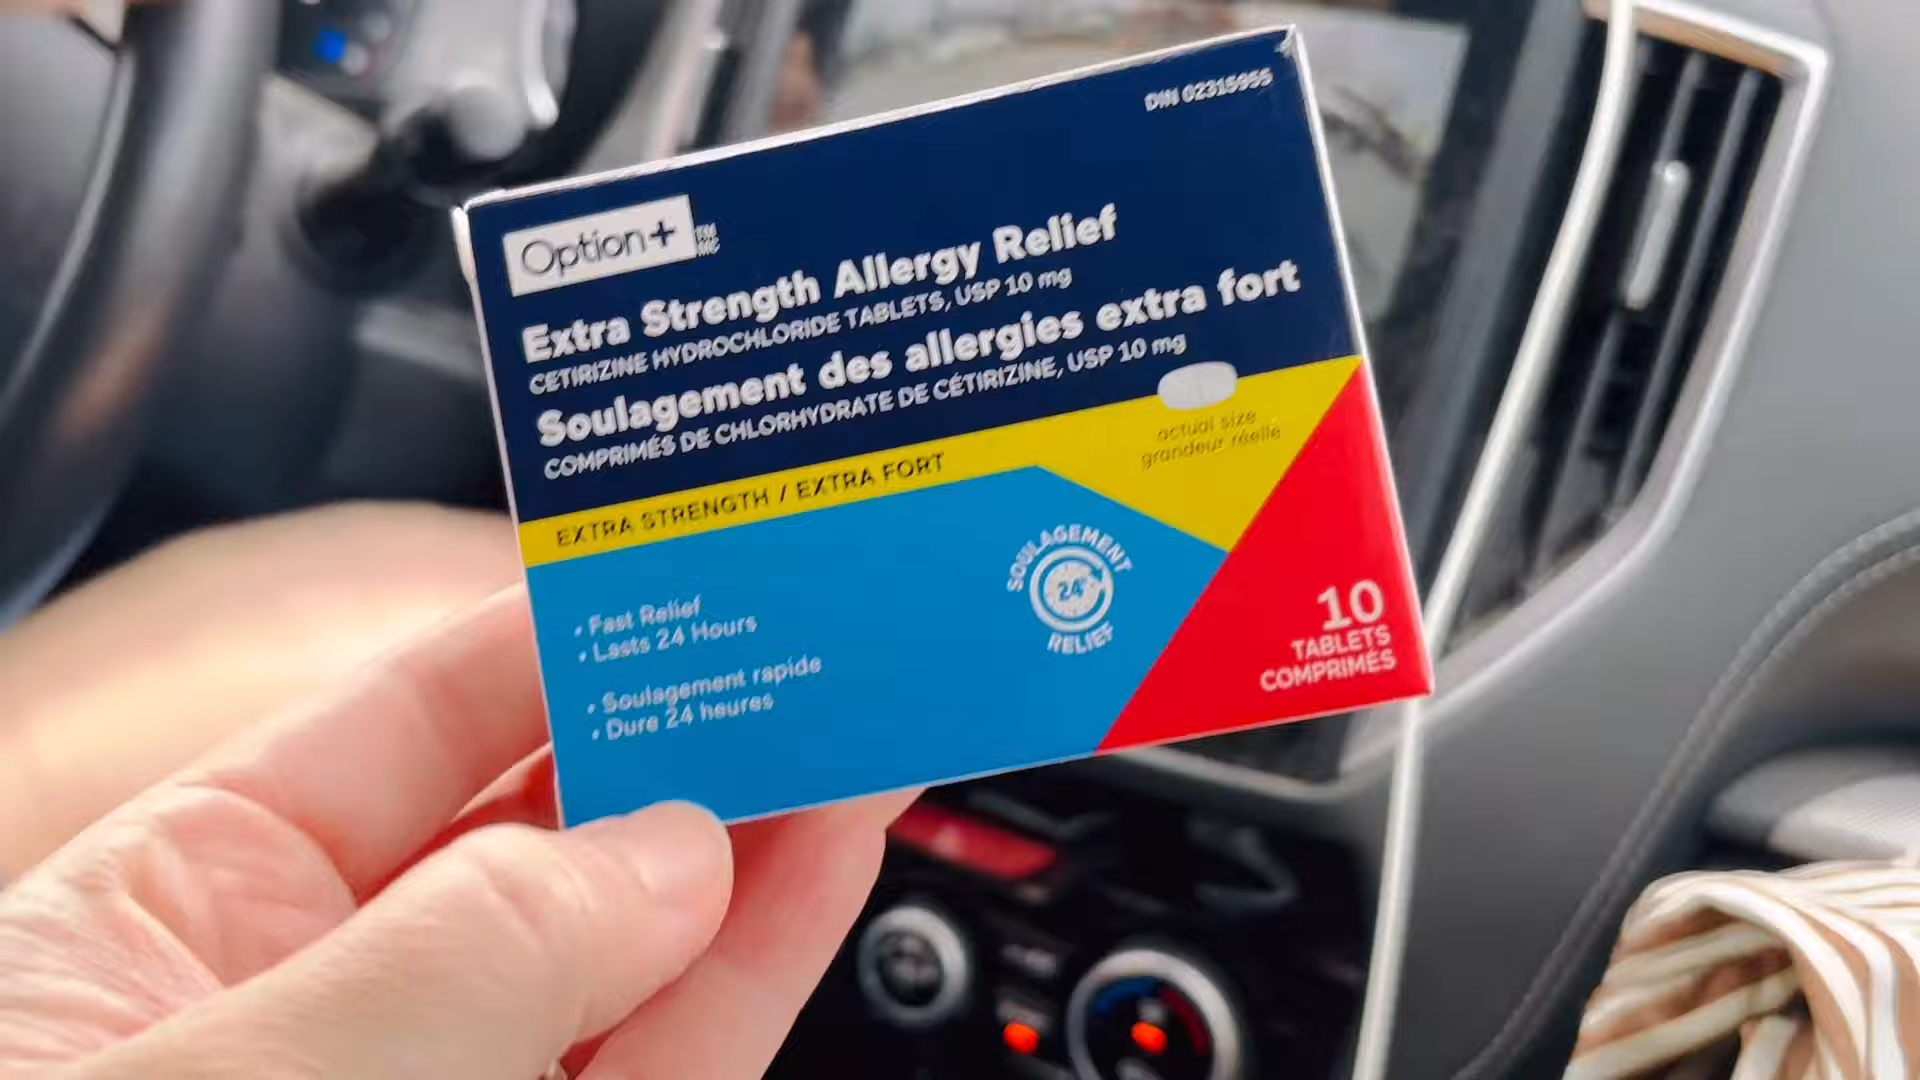 DIN 02315955
Option+ TM MC
Extra Strength Allergy Relief
CETIRIZINE HYDROCHLORIDE TABLETS, USP 10 mg
Soulagement des allergies extra fort
COMPRIMÉS DE CHLORHYDRATE DE CÉTIRIZINE, USP 10 mg
actual size
grandeur réelle
EXTRA STRENGTH / EXTRA FORT
• Fast Relief
• Lasts 24 Hours
• Soulagement rapide
• Dure 24 heures
SOULAGEMENT
24
RELIEF
10
TABLETS
COMPRIMÉS